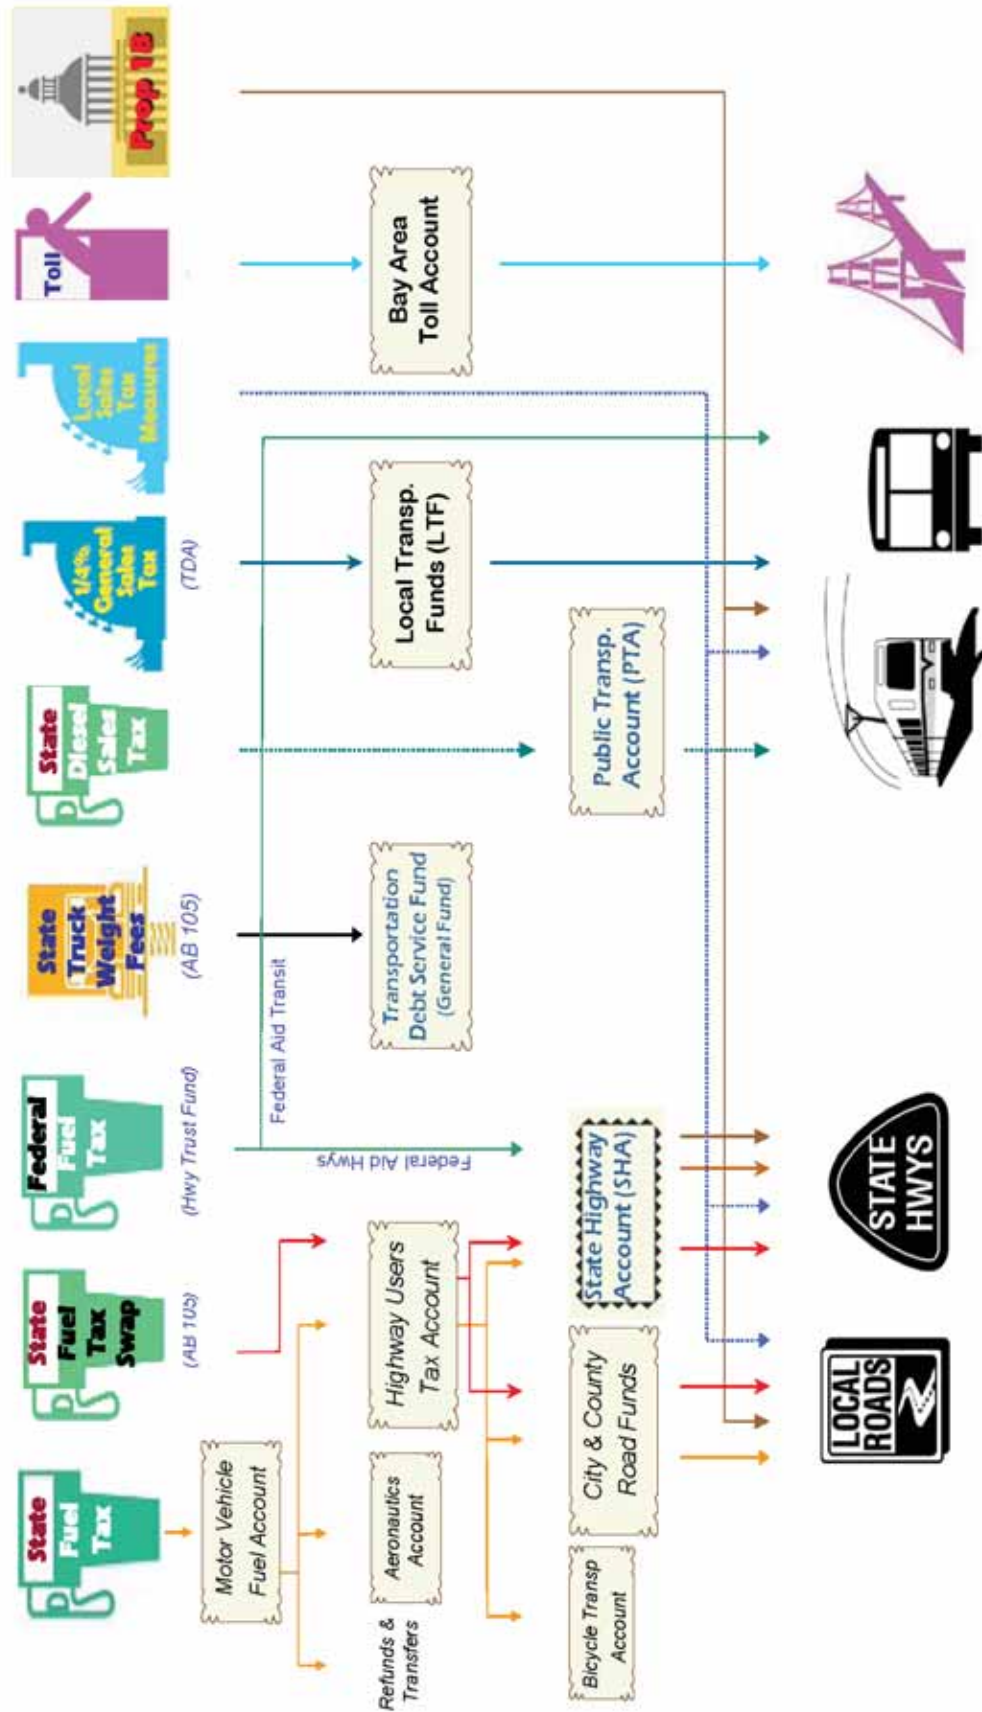 State
Fuel
Tax
State
Fuel
Tax
Swap
(AB 105)
Federal
Fuel
Tax
(Hwy Trust Fund)
State
Truck
Weight
Fees
(AB 105)
State
Diesel
Sales
Tax
1/4%
General
Sales
Tax
(TDA)
Local
Sales
Tax
Measures
Toll
Prop 1B
Motor Vehicle
Fuel Account
Federal Aid Transit
Federal Aid Hwys
Refunds &
Transfers
Aeronautics
Account
Highway Users
Tax Account
Transportation
Debt Service Fund
(General Fund)
Local Transp.
Funds (LTF)
Bay Area
Toll Account
Bicycle Transp
Account
City & County
Road Funds
State Highway
Account (SHA)
Public Transp.
Account (PTA)
LOCAL
ROADS
STATE
HWYS